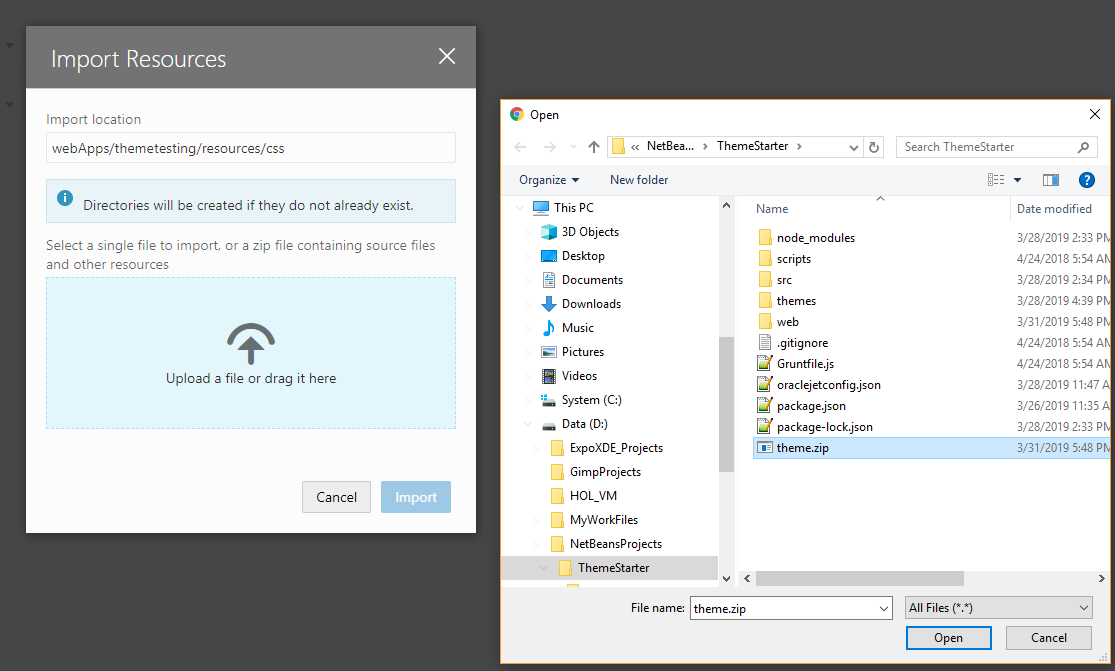 Import Resources
Import location
webApps/themetesting/resources/css
Directories will be created if they do not already exist.
Select a single file to import, or a zip file containing source files
and other resources
Upload a file or drag it here
Cancel
Import
Open
« NetBea... › ThemeStarter ›
Search ThemeStarter
Organize
New folder
This PC
3D Objects
Desktop
Documents
Downloads
Music
Pictures
Videos
System (C:)
Data (D:)
ExpoXDE_Projects
GimpProjects
HOL_VM
MyWorkFiles
NetBeansProjects
ThemeStarter
Name Date modified
node_modules 3/28/2019 2:33 PM
scripts 4/24/2018 5:54 AM
src 3/28/2019 2:34 PM
themes 3/28/2019 4:39 PM
web 3/31/2019 5:48 PM
.gitignore 4/24/2018 5:54 AM
Gruntfile.js 4/24/2018 5:54 AM
oraclejetconfig.json 3/28/2019 11:47 A
package.json 3/26/2019 11:35 A
package-lock.json 3/28/2019 2:33 PM
theme.zip 3/31/2019 5:48 PM
File name: theme.zip
All Files (*.*)
Open
Cancel